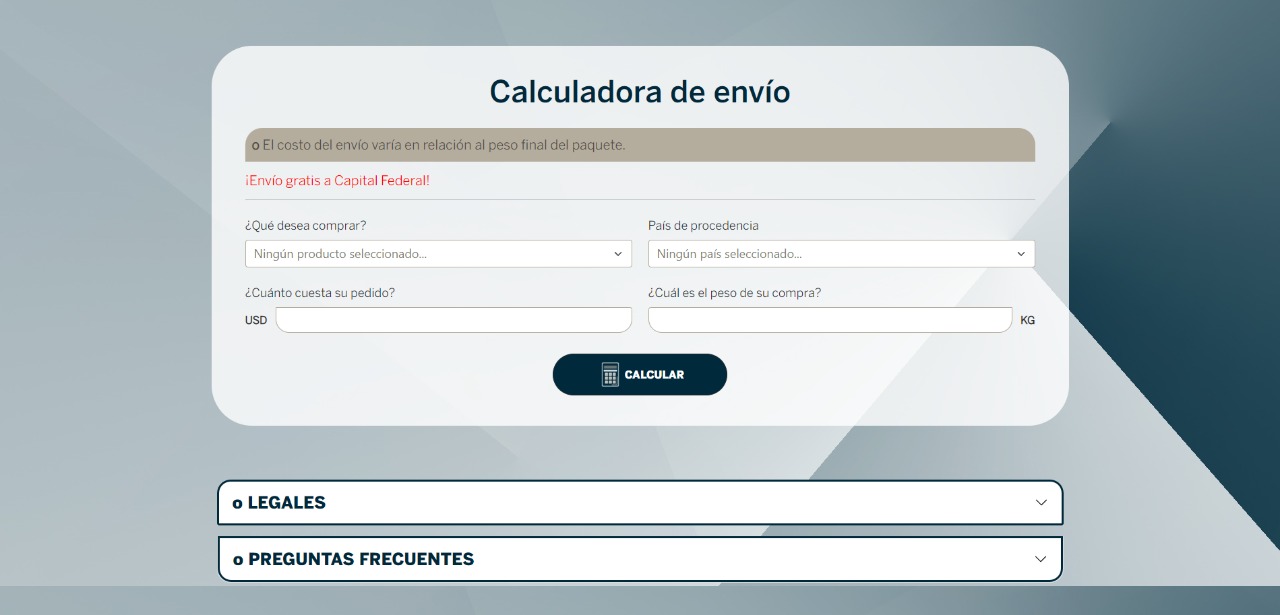 Calculadora de envío
o El costo del envío varía en relación al peso final del paquete.
¡Envío gratis a Capital Federal!
¿Qué desea comprar?
Ningún producto seleccionado...
País de procedencia
Ningún país seleccionado...
¿Cuánto cuesta su pedido?
USD
¿Cuál es el peso de su compra?
KG
CALCULAR
o LEGALES
o PREGUNTAS FRECUENTES